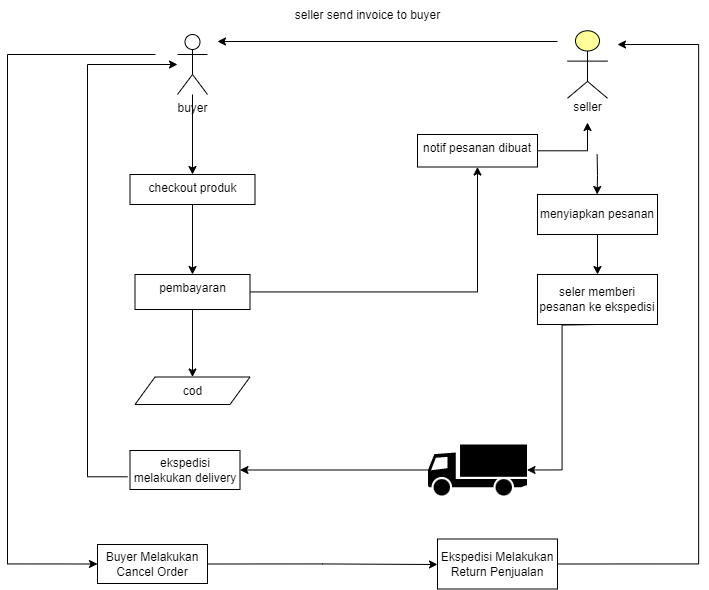 seller send invoice to buyer
buyer
seller
notif pesanan dibuat
checkout produk
menyiapkan pesanan
pembayaran
seler memberi
pesanan ke ekspedisi
cod
ekspedisi
melakukan delivery
Buyer Melakukan
Cancel Order
Ekspedisi Melakukan
Return Penjualan